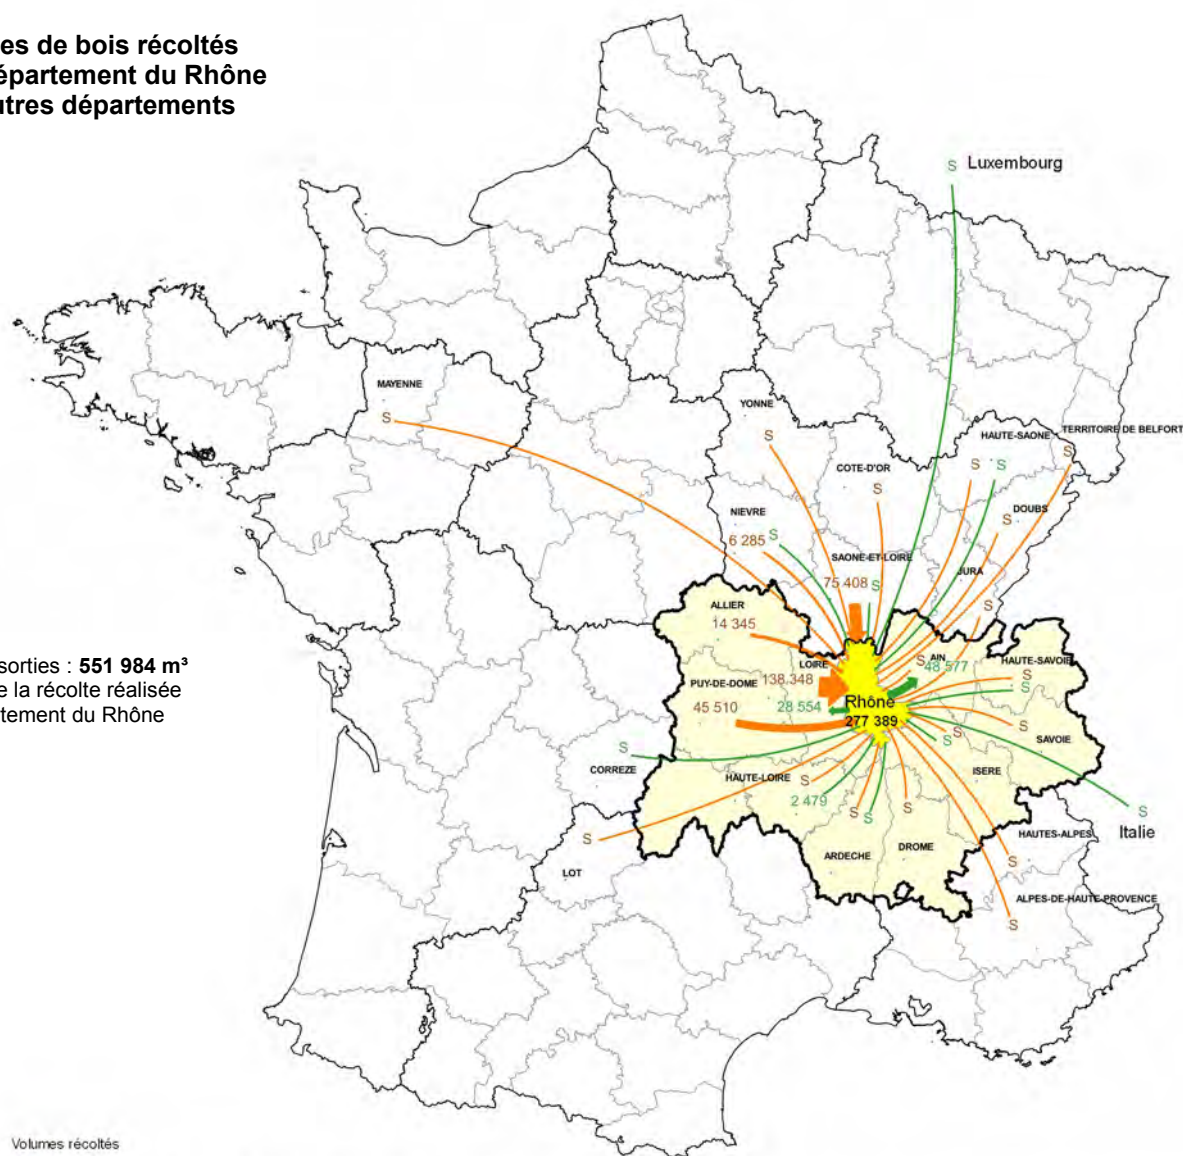 es de bois récoltés
épartement du Rhône
utres départements
S Luxembourg
MAYENNE
S
YONNE
S
HAUTE-SAONE
TERRITOIRE DE BELFORT
S
S
S
COTE-D'OR
S
DOUBS
S
NIEVRE
6 285
S
SAONE-ET-LOIRE
75 408
S
JURA
S
ALLIER
14 345
sorties : 551 984 m³
e la récolte réalisée
tement du Rhône
LOIRE
138 348
28 554
PUY-DE-DOME
45 510
AIN
S
48 577
HAUTE-SAVOIE
S
S
Rhône
277 389
S
SAVOIE
S
S
ISERE
S
CORREZE
HAUTE-LOIRE
S
2 479
S
S
S
S
Italie
S
LOT
ARDECHE
DROME
HAUTES-ALPES
S
ALPES-DE-HAUTE-PROVENCE
S
Volumes récoltés